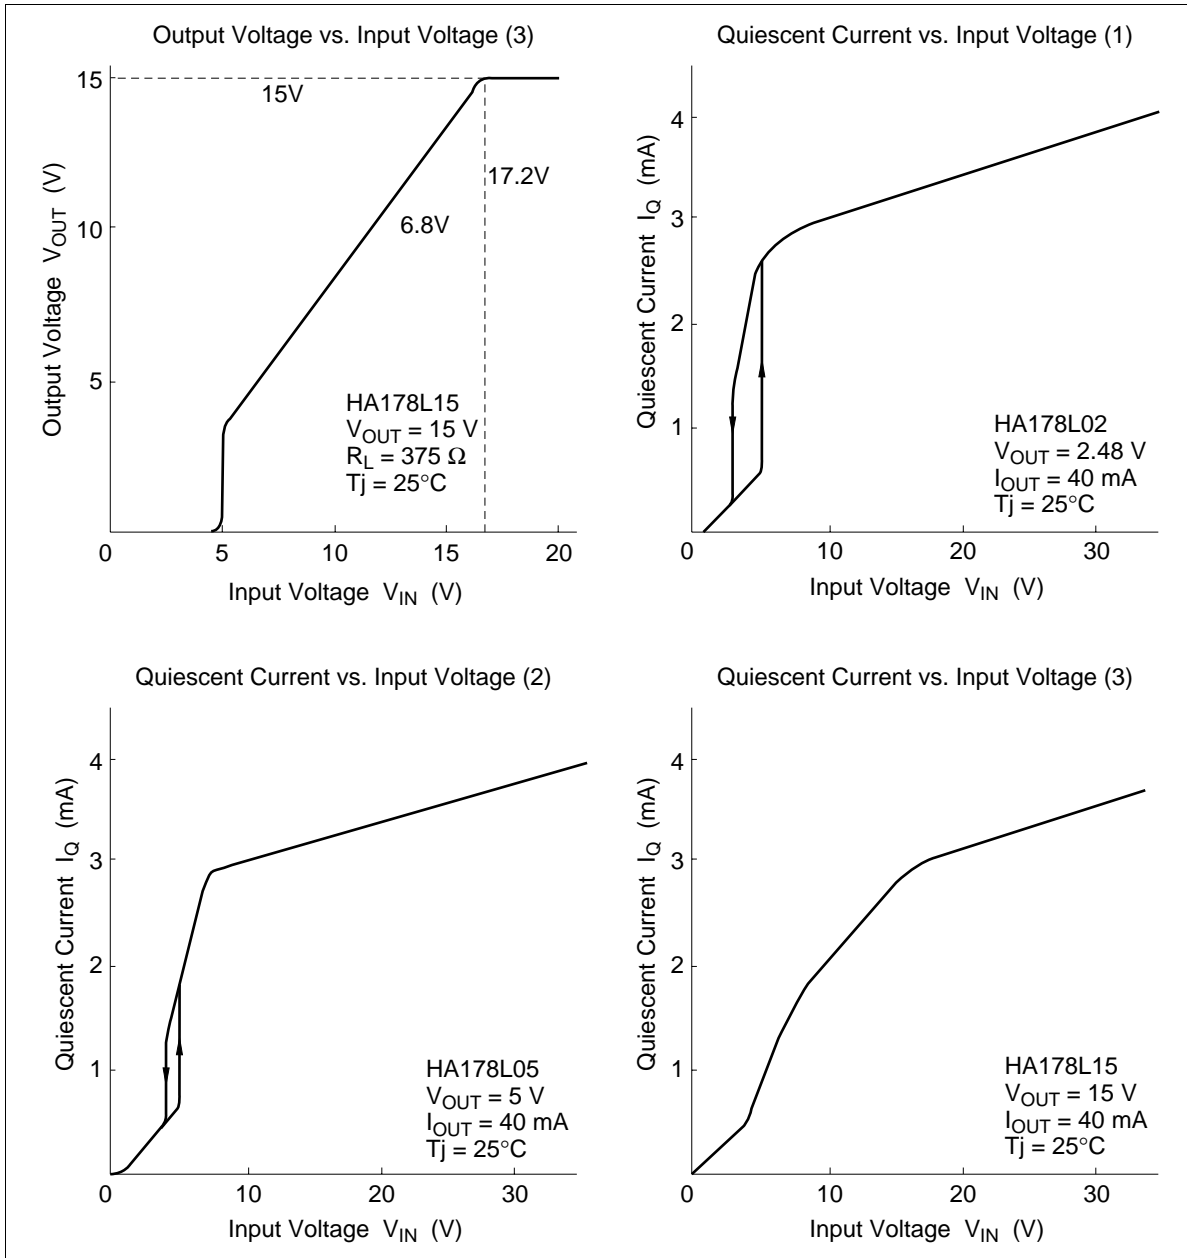 Output Voltage vs. Input Voltage (3)
Output Voltage VOUT (V)
15
10
5
15V
17.2V
6.8V
HA178L15
VOUT = 15 V
RL = 375 Ω
Tj = 25°C
0 5 10 15 20
Input Voltage VIN (V)
Quiescent Current vs. Input Voltage (1)
Quiescent Current IQ (mA)
4
3
2
1
HA178L02
VOUT = 2.48 V
IOUT = 40 mA
Tj = 25°C
0 10 20 30
Input Voltage VIN (V)
Quiescent Current vs. Input Voltage (2)
Quiescent Current IQ (mA)
4
3
2
1
HA178L05
VOUT = 5 V
IOUT = 40 mA
Tj = 25°C
0 10 20 30
Input Voltage VIN (V)
Quiescent Current vs. Input Voltage (3)
Quiescent Current IQ (mA)
4
3
2
1
HA178L15
VOUT = 15 V
IOUT = 40 mA
Tj = 25°C
0 10 20 30
Input Voltage VIN (V)